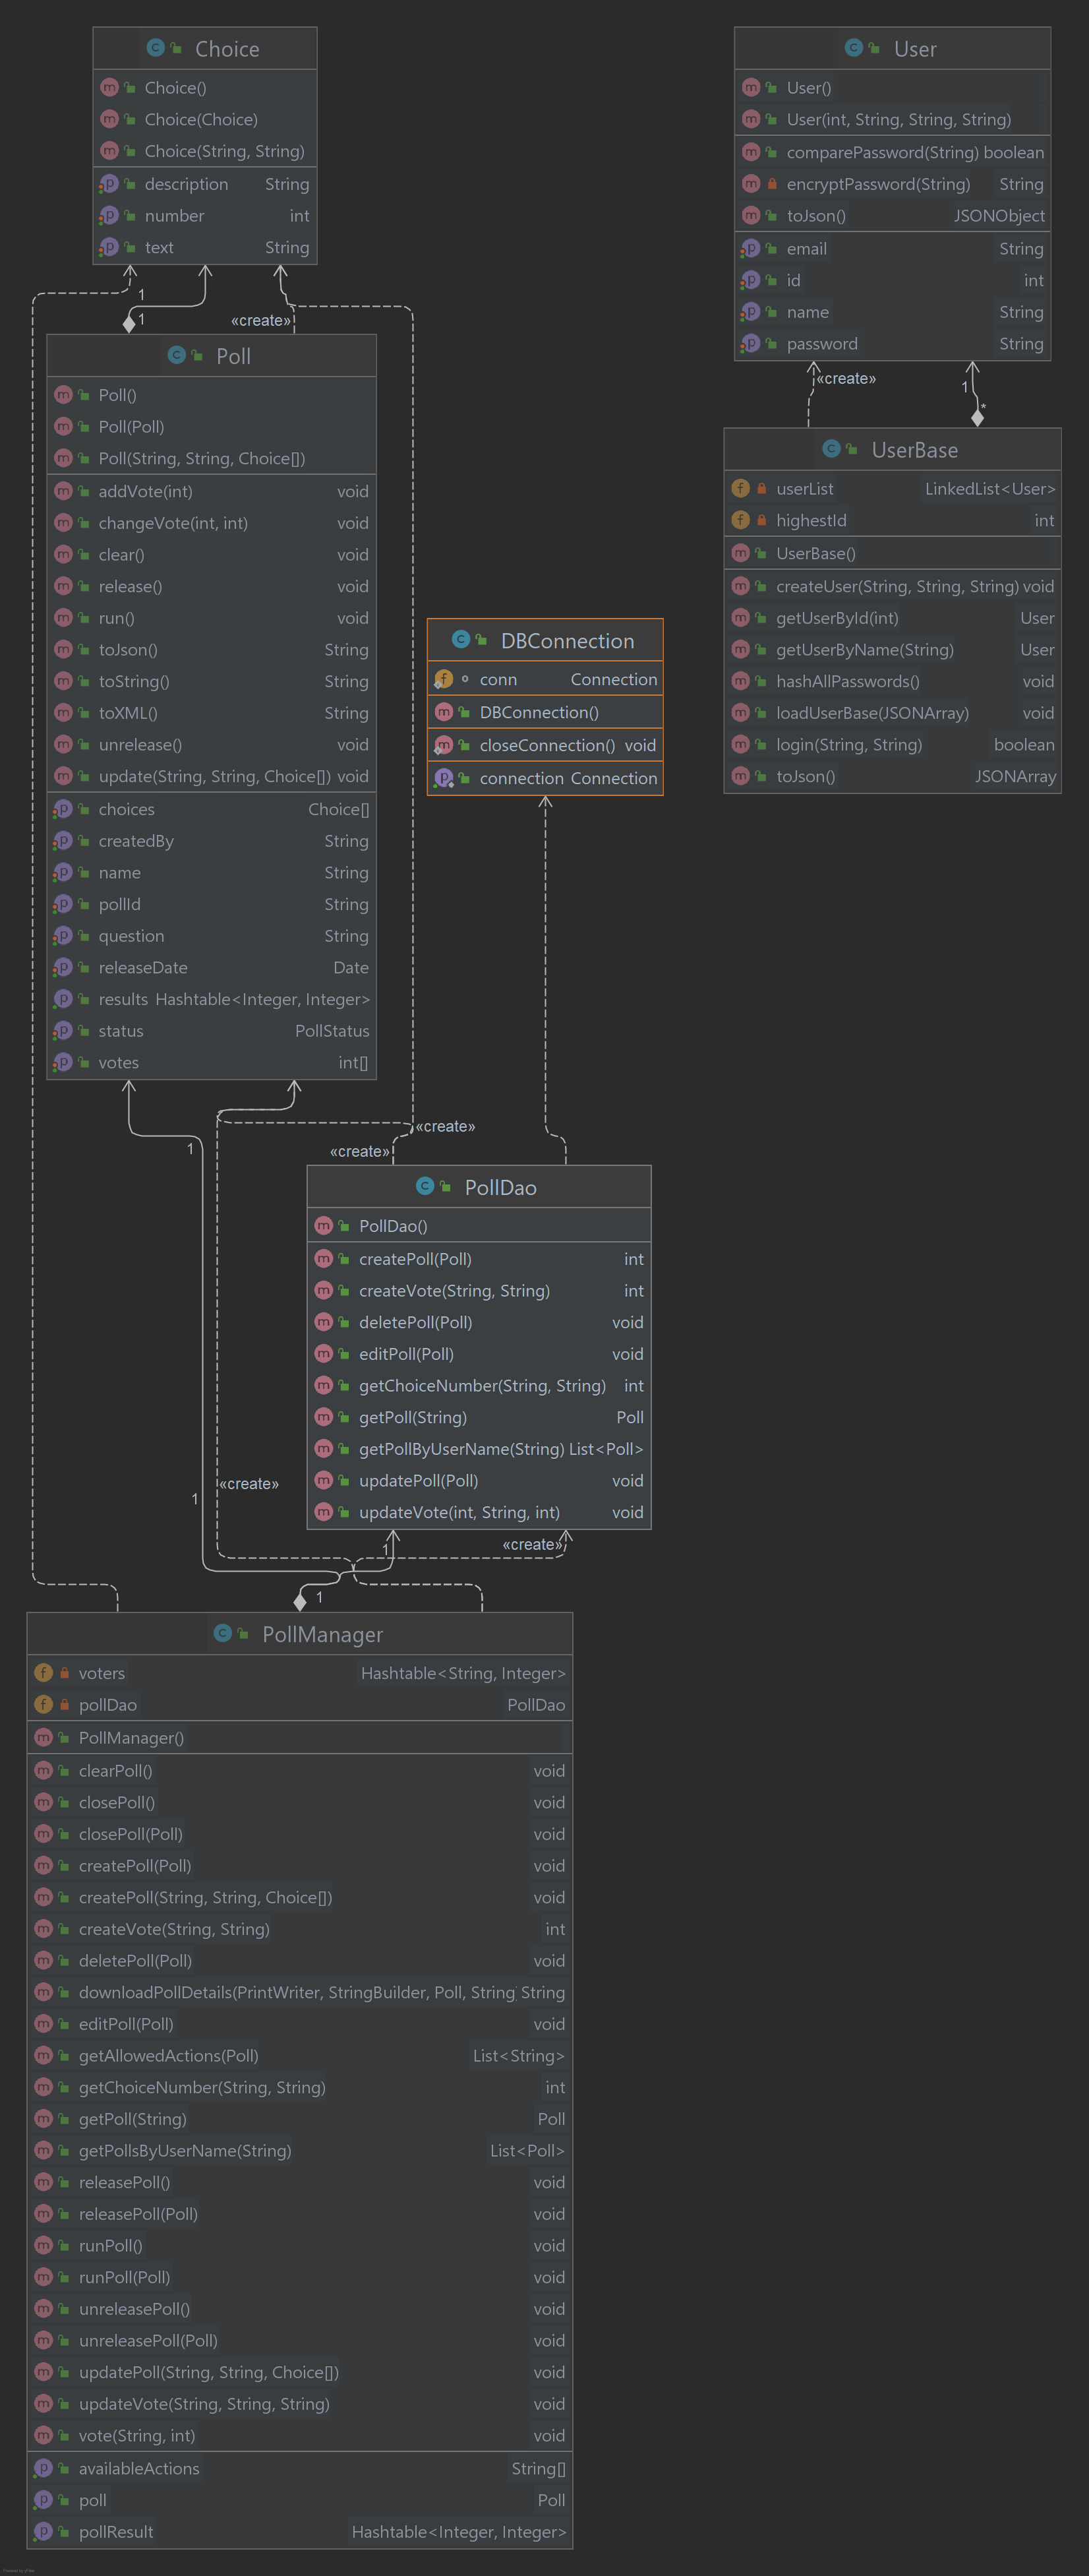 Choice
Choice()
Choice(Choice)
Choice(String, String)
description String
number int
text String
User
User()
User(int, String, String, String)
comparePassword(String) boolean
encryptPassword(String) String
toJson() JSONObject
email String
id int
name String
password String
1
1
«create»
«create»
1
*
Poll
Poll()
Poll(Poll)
Poll(String, String, Choice[])
addVote(int) void
changeVote(int, int) void
clear() void
release() void
run() void
toJson() String
toString() String
toXML() String
unrelease() void
update(String, String, Choice[]) void
choices Choice[]
createdBy String
name String
pollId String
question String
releaseDate Date
results Hashtable<Integer, Integer>
status PollStatus
votes int[]
UserBase
userList LinkedList<User>
highestId int
UserBase()
createUser(String, String, String) void
getUserById(int) User
getUserByName(String) User
hashAllPasswords() void
loadUserBase(JSONArray) void
login(String, String) boolean
toJson() JSONArray
DBConnection
conn Connection
DBConnection()
closeConnection() void
connection Connection
«create»
1
«create»
PollDao
PollDao()
createPoll(Poll) int
createVote(String, String) int
deletePoll(Poll) void
editPoll(Poll) void
getChoiceNumber(String, String) int
getPoll(String) Poll
getPollByUserName(String) List<Poll>
updatePoll(Poll) void
updateVote(int, String, int) void
«create»
1
«create»
1
1
PollManager
voters Hashtable<String, Integer>
pollDao PollDao
PollManager()
clearPoll() void
closePoll() void
closePoll(Poll) void
createPoll(Poll) void
createPoll(String, String, Choice[]) void
createVote(String, String) int
deletePoll(Poll) void
downloadPollDetails(PrintWriter, StringBuilder, Poll, String String
editPoll(Poll) void
getAllowedActions(Poll) List<String>
getChoiceNumber(String, String) int
getPoll(String) Poll
getPollsByUserName(String) List<Poll>
releasePoll() void
releasePoll(Poll) void
runPoll() void
runPoll(Poll) void
unreleasePoll() void
unreleasePoll(Poll) void
updatePoll(String, String, Choice[]) void
updateVote(String, String, String) void
vote(String, int) void
availableActions String[]
poll Poll
pollResult Hashtable<Integer, Integer>
Powered by yFiles